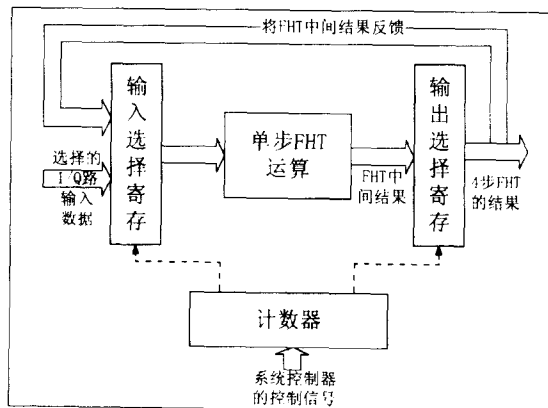 将FHT中间结果反馈
输入选择寄存
单步FHT
运算
输出选择寄存
选择的
I/Q路
输入
数据
FHT中
间结果
4步FHT
的结果
计数器
系统控制器
的控制信号